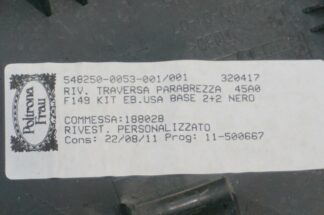 Poltrona
Frau
548250-0053-001/001 320417
RIV. TRAVERSA PARABREZZA 45A0
F149 KIT EB.USA BASE 2+2 NERO
COMMESSA:188028
RIVEST. PERSONALIZZATO
Cons: 22/08/11 Prog: 11-500667